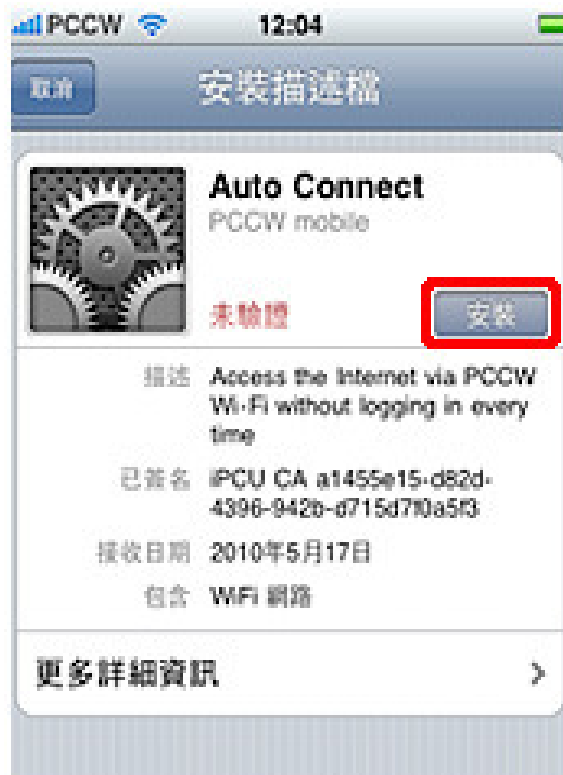 PCCW 12:04
取消 安裝描述檔
Auto Connect
PCCW mobile
未驗證 安裝
描述 Access the Internet via PCCW
Wi-Fi without logging in every
time
已簽名 iPCU CA a1455e15-d82d-
4396-942b-d715d7f0a5f3
接收日期 2010年5月17日
包含 WiFi 網路
更多詳細資訊